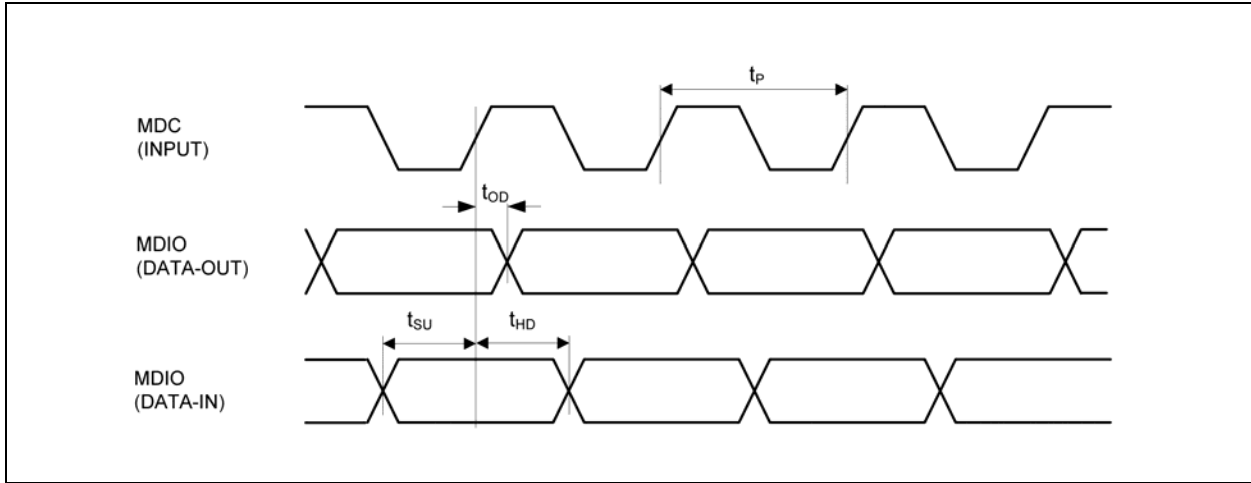 tP
MDC
(INPUT)
tOD
MDIO
(DATA-OUT)
tSU
tHD
MDIO
(DATA-IN)